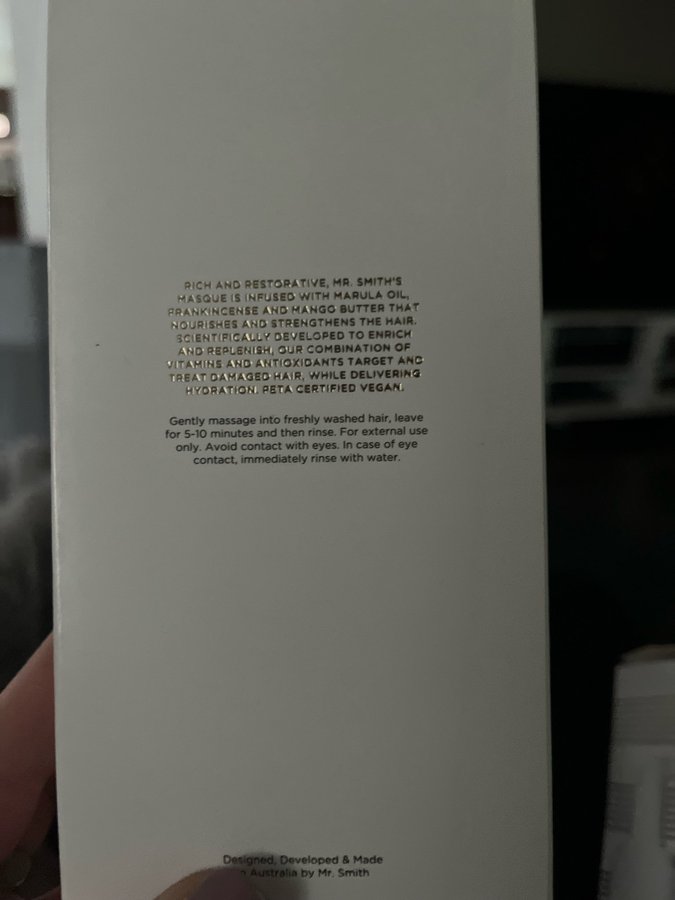 RICH AND RESTORATIVE, MR. SMITH'S
MASQUE IS INFUSED WITH MARULA OIL,
FRANKINCENSE AND MANGO BUTTER THAT
NOURISHES AND STRENGTHENS THE HAIR.
SCIENTIFICALLY DEVELOPED TO ENRICH
AND REPLENISH, OUR COMBINATION OF
VITAMINS AND ANTIOXIDANTS TARGET AND
TREAT DAMAGED HAIR, WHILE DELIVERING
HYDRATION. PETA CERTIFIED VEGAN.
Gently massage into freshly washed hair, leave
for 5-10 minutes and then rinse. For external use
only. Avoid contact with eyes. In case of eye
contact, immediately rinse with water.
Designed, Developed & Made
Australia by Mr. Smith